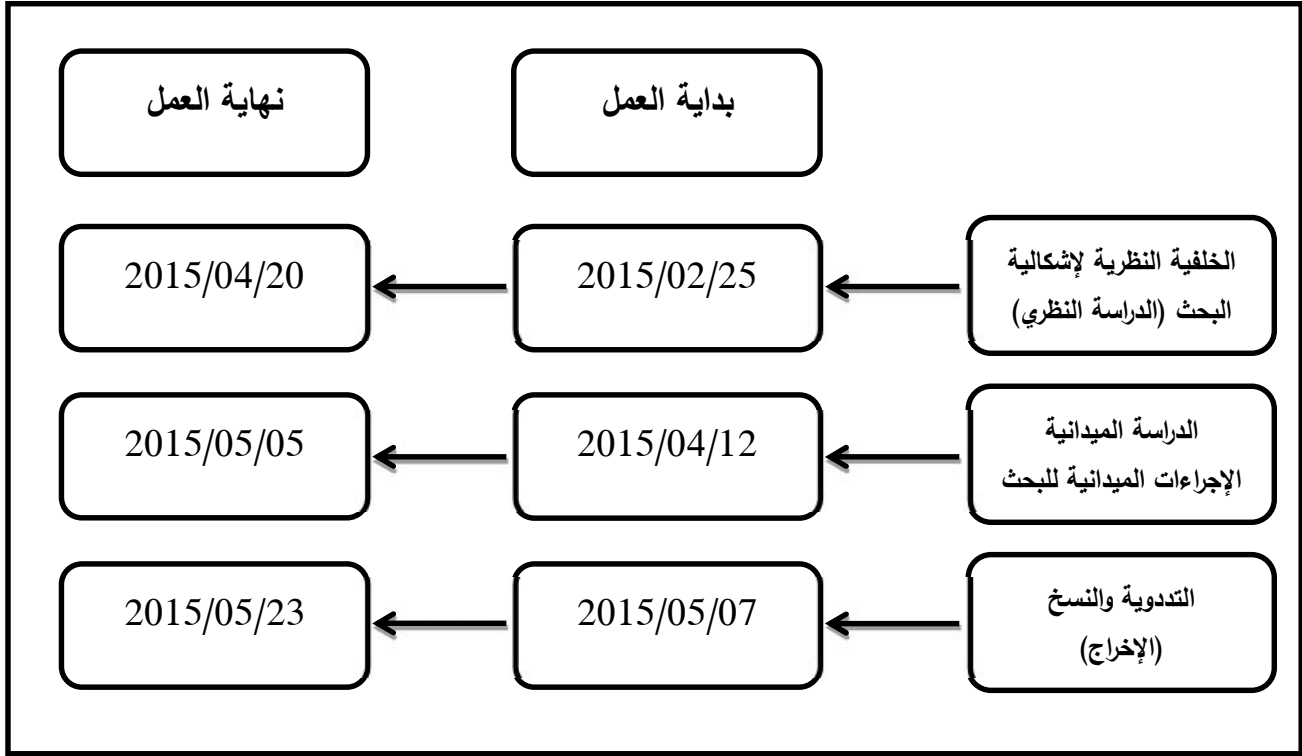 بداية العمل
نهاية العمل
الخلفية النظرية لإشكالية
البحث (الدراسة النظري)
2015/02/25
2015/04/20
الدراسة الميدانية
الإجراءات الميدانية للبحث
2015/04/12
2015/05/05
التددوية والنسخ
(الإخراج)
2015/05/07
2015/05/23